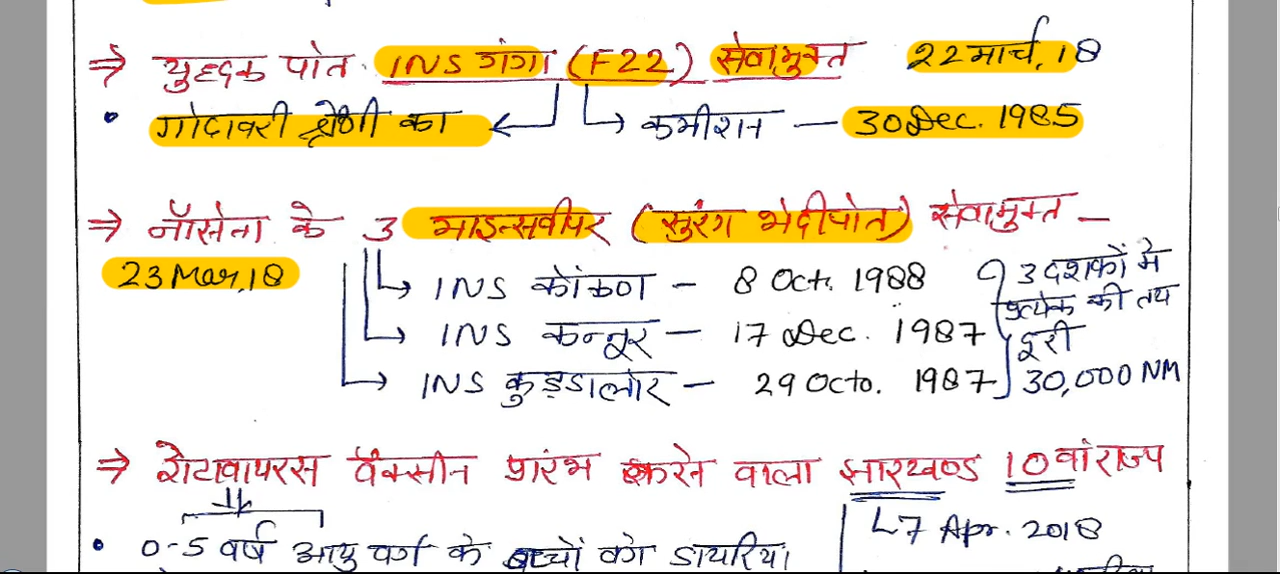 ⇒ युद्धक पोत INS गंगा (F22) सेवामुक्त 22 मार्च, 18
• गोदावरी श्रेणी का ← ↳ कमीशन — 30 Dec. 1985
⇒ नौसेना के 3 माइन्सवीपर (सुरंग भेदीपोत) सेवामुक्त —
23 Mar, 18
↳ INS कोंकण — 8 Oct. 1988
3 दशकों में
प्रत्येक की तय
↳ INS कन्नूर — 17 Dec. 1987
दूरी
↳ INS कुड्डालोर — 29 Octo. 1987
30,000 NM
⇒ रोटावायरस वैक्सीन प्रारंभ करने वाला झारखण्ड 10वां राज्य
↳ 7 Apr. 2018
• 0-5 वर्ष आयु वर्ग के बच्चों को डायरिया